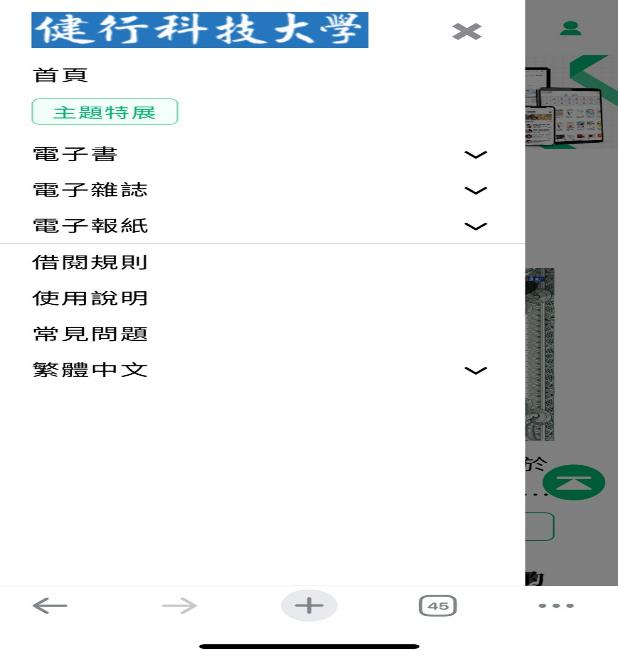 健行科技大學
首頁
主題特展
電子書
電子雜誌
電子報紙
借閱規則
使用說明
常見問題
繁體中文
於
...
45